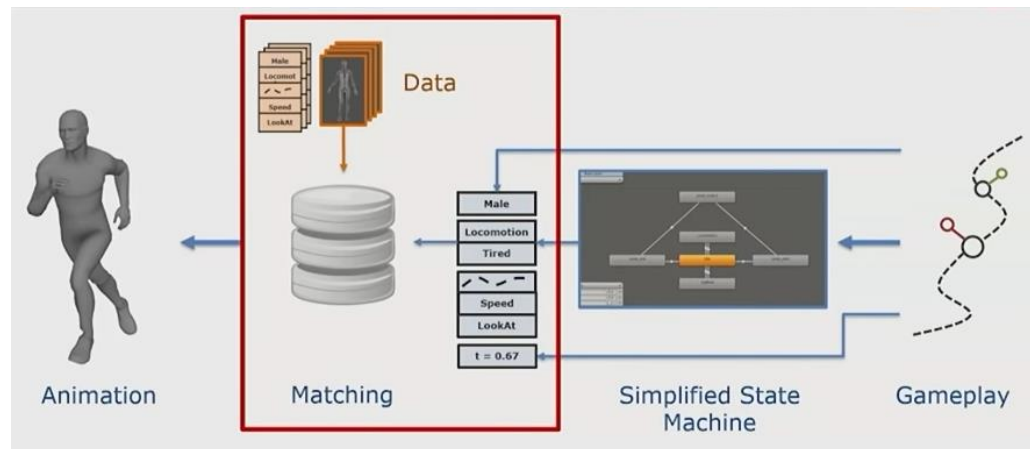 Male
Locomot
Speed
LookAt
Data
Male
Locomotion
Tired
Speed
LookAt
t = 0.67
Animation
Matching
Simplified State
Machine
Gameplay